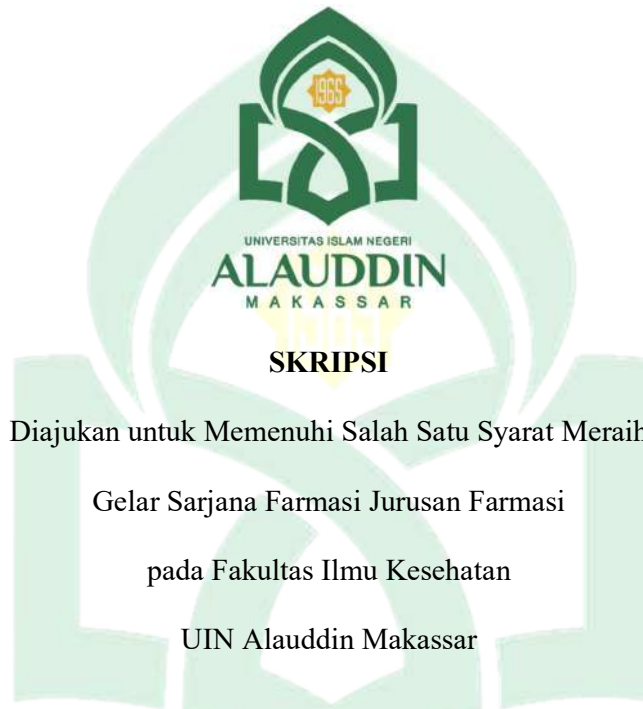 1965
UNIVERSITAS ISLAM NEGERI
ALAUDDIN
MAKASSAR
1965
SKRIPSI
Diajukan untuk Memenuhi Salah Satu Syarat Meraih
Gelar Sarjana Farmasi Jurusan Farmasi
pada Fakultas Ilmu Kesehatan
UIN Alauddin Makassar